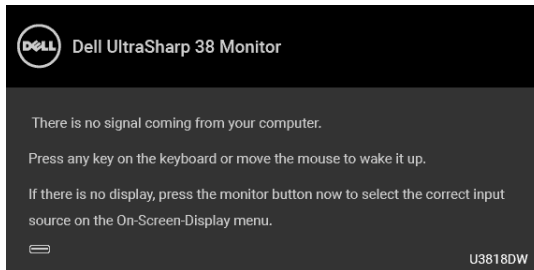 DELL
Dell UltraSharp 38 Monitor
There is no signal coming from your computer.
Press any key on the keyboard or move the mouse to wake it up.
If there is no display, press the monitor button now to select the correct input
source on the On-Screen-Display menu.
U3818DW